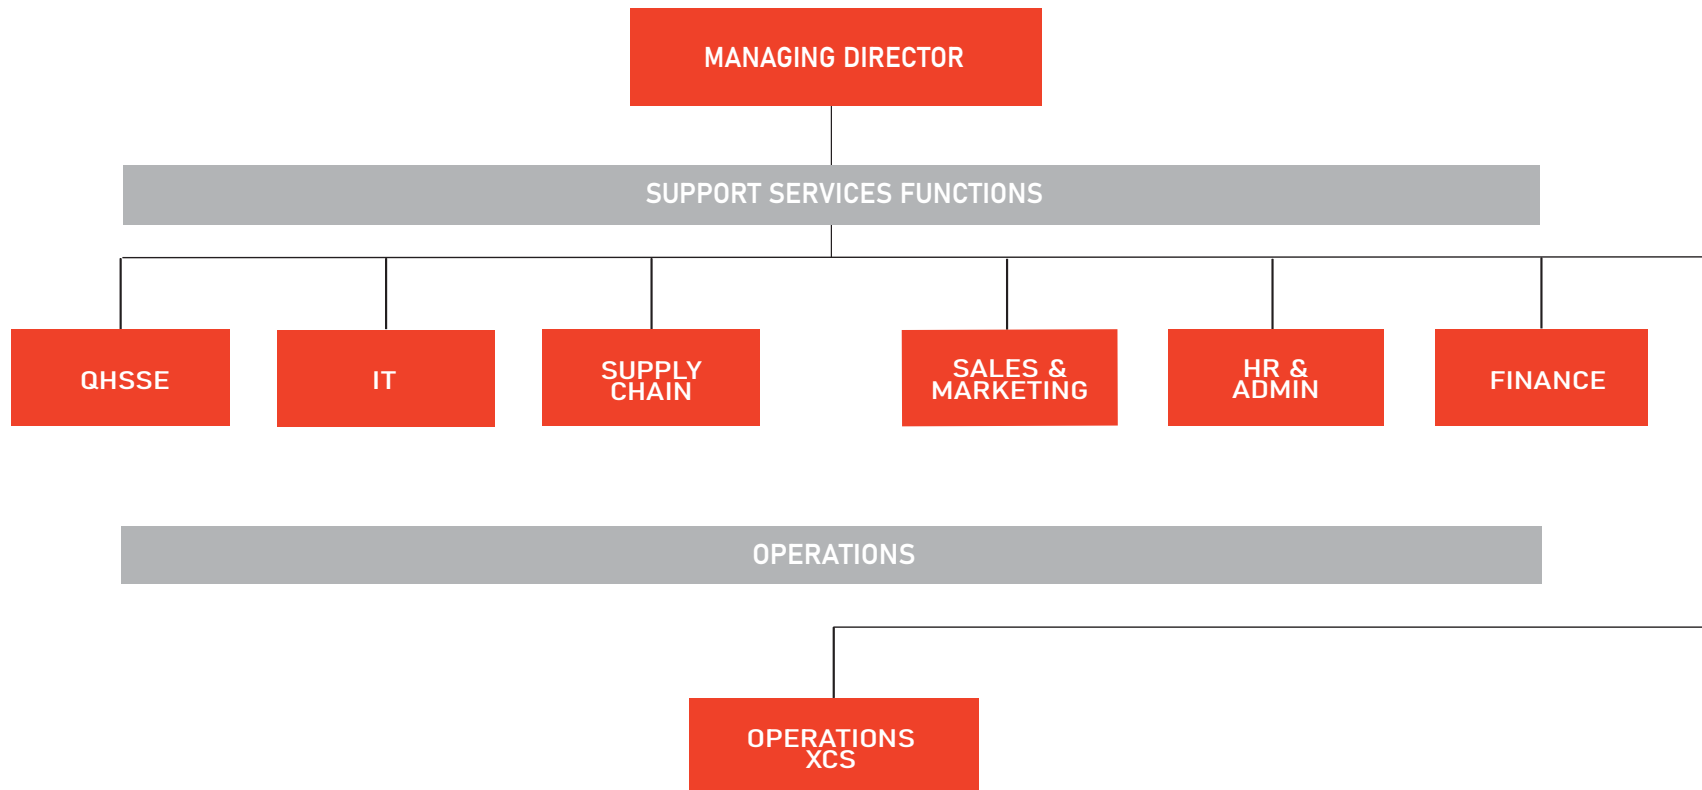 MANAGING DIRECTOR
SUPPORT SERVICES FUNCTIONS
QHSSE
IT
SUPPLY
CHAIN
SALES &
MARKETING
HR &
ADMIN
FINANCE
OPERATIONS
OPERATIONS
XCS